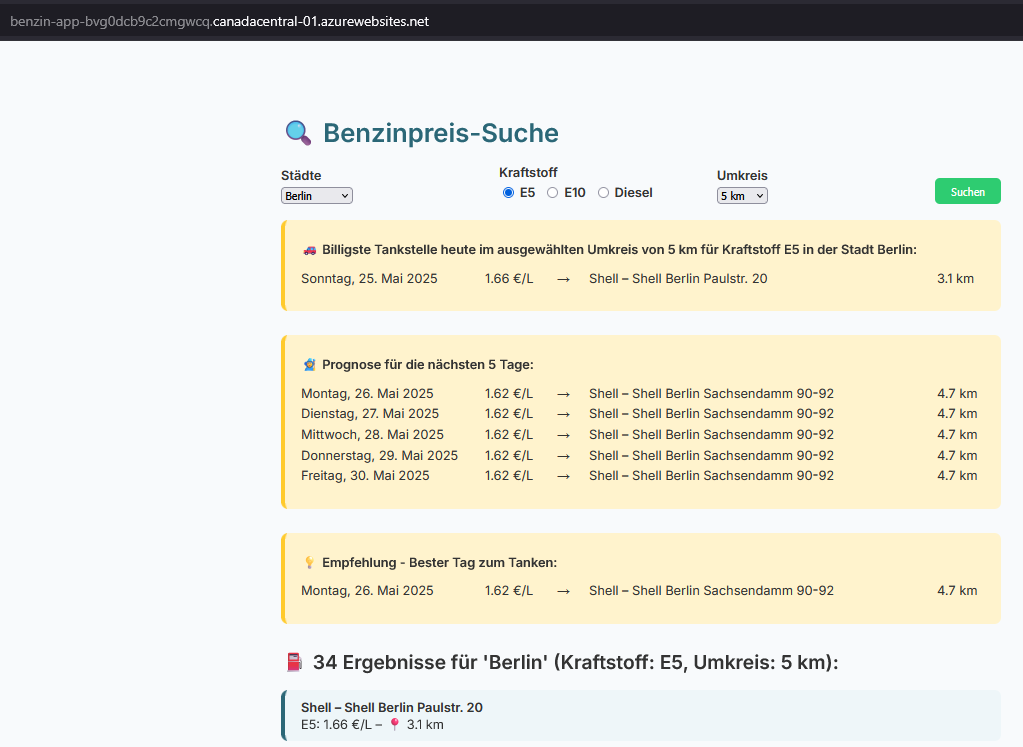 benzin-app-bvg0dcb9c2cmgwcq.canadacentral-01.azurewebsites.net
Benzinpreis-Suche
Städte Kraftstoff Umkreis
Berlin E5 E10 Diesel 5 km Suchen
Billigste Tankstelle heute im ausgewählten Umkreis von 5 km für Kraftstoff E5 in der Stadt Berlin:
Sonntag, 25. Mai 2025 1.66 €/L → Shell – Shell Berlin Paulstr. 20 3.1 km
Prognose für die nächsten 5 Tage:
Montag, 26. Mai 2025 1.62 €/L → Shell – Shell Berlin Sachsendamm 90-92 4.7 km
Dienstag, 27. Mai 2025 1.62 €/L → Shell – Shell Berlin Sachsendamm 90-92 4.7 km
Mittwoch, 28. Mai 2025 1.62 €/L → Shell – Shell Berlin Sachsendamm 90-92 4.7 km
Donnerstag, 29. Mai 2025 1.62 €/L → Shell – Shell Berlin Sachsendamm 90-92 4.7 km
Freitag, 30. Mai 2025 1.62 €/L → Shell – Shell Berlin Sachsendamm 90-92 4.7 km
Empfehlung - Bester Tag zum Tanken:
Montag, 26. Mai 2025 1.62 €/L → Shell – Shell Berlin Sachsendamm 90-92 4.7 km
34 Ergebnisse für 'Berlin' (Kraftstoff: E5, Umkreis: 5 km):
Shell – Shell Berlin Paulstr. 20
E5: 1.66 €/L – 📍 3.1 km